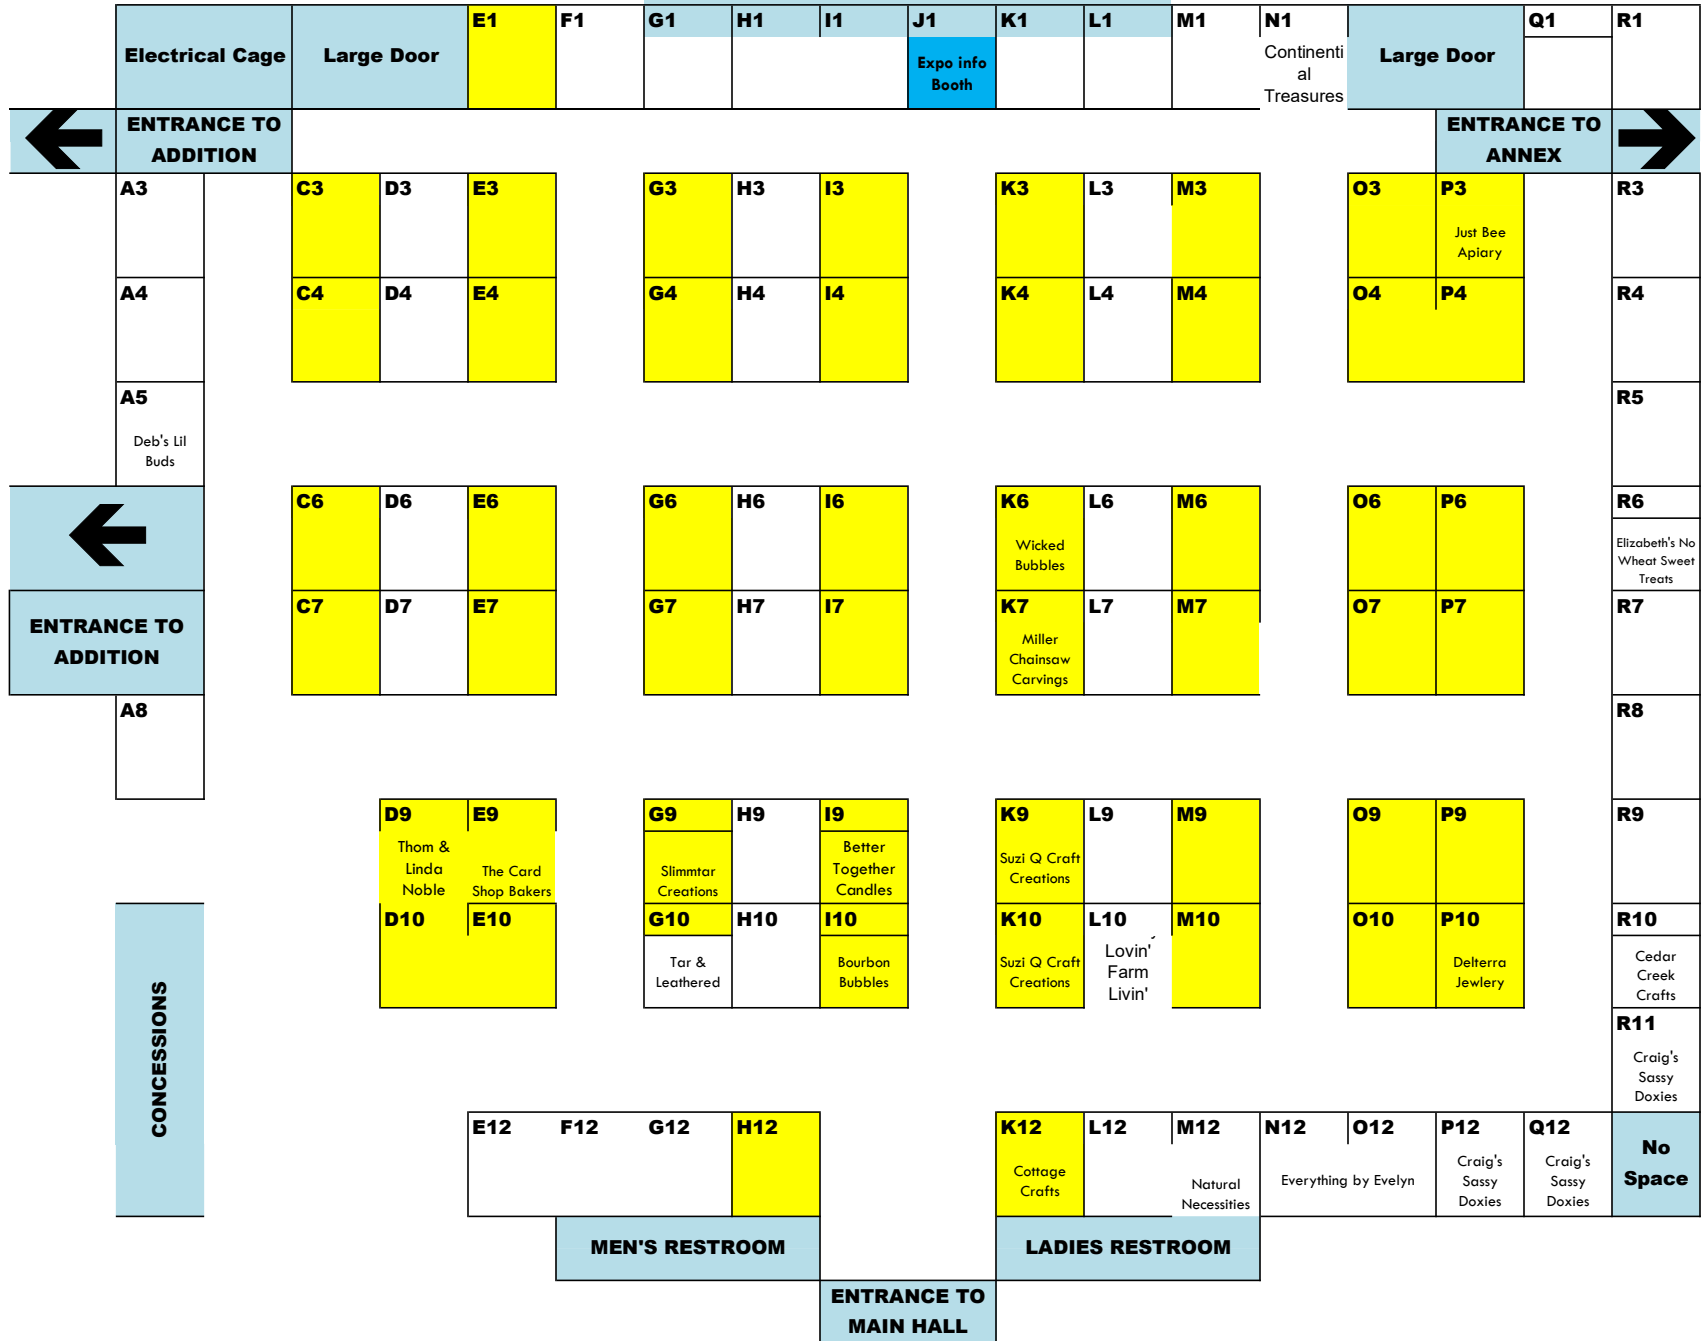 E1 F1 G1 H1 I1 J1 K1 L1 M1 N1 Q1 R1
Electrical Cage
Large Door
Expo info
Booth
Continenti
al
Treasures
Large Door
ENTRANCE TO
ADDITION
ENTRANCE TO
ANNEX
A3 C3 D3 E3 G3 H3 I3 K3 L3 M3 O3 P3 R3
Just Bee
Apiary
A4 C4 D4 E4 G4 H4 I4 K4 L4 M4 O4 P4 R4
A5 R5
Deb's Lil
Buds
C6 D6 E6 G6 H6 I6 K6 L6 M6 O6 P6 R6
Wicked
Bubbles
Elizabeth's No
Wheat Sweet
Treats
ENTRANCE TO
ADDITION
C7 D7 E7 G7 H7 I7 K7 L7 M7 O7 P7 R7
Miller
Chainsaw
Carvings
A8 R8
D9 E9 G9 H9 I9 K9 L9 M9 O9 P9 R9
Thom &
Linda
Noble
The Card
Shop Bakers
Slimmtar
Creations
Better
Together
Candles
Suzi Q Craft
Creations
D10 E10 G10 H10 I10 K10 L10 M10 O10 P10 R10
Tar &
Leathered
Bourbon
Bubbles
Suzi Q Craft
Creations
Lovin'
Farm
Livin'
Delterra
Jewlery
Cedar
Creek
Crafts
CONCESSIONS
R11
Craig's
Sassy
Doxies
E12 F12 G12 H12 K12 L12 M12 N12 O12 P12 Q12
Cottage
Crafts
Natural
Necessities
Everything by Evelyn
Craig's
Sassy
Doxies
Craig's
Sassy
Doxies
No
Space
MEN'S RESTROOM
LADIES RESTROOM
ENTRANCE TO
MAIN HALL